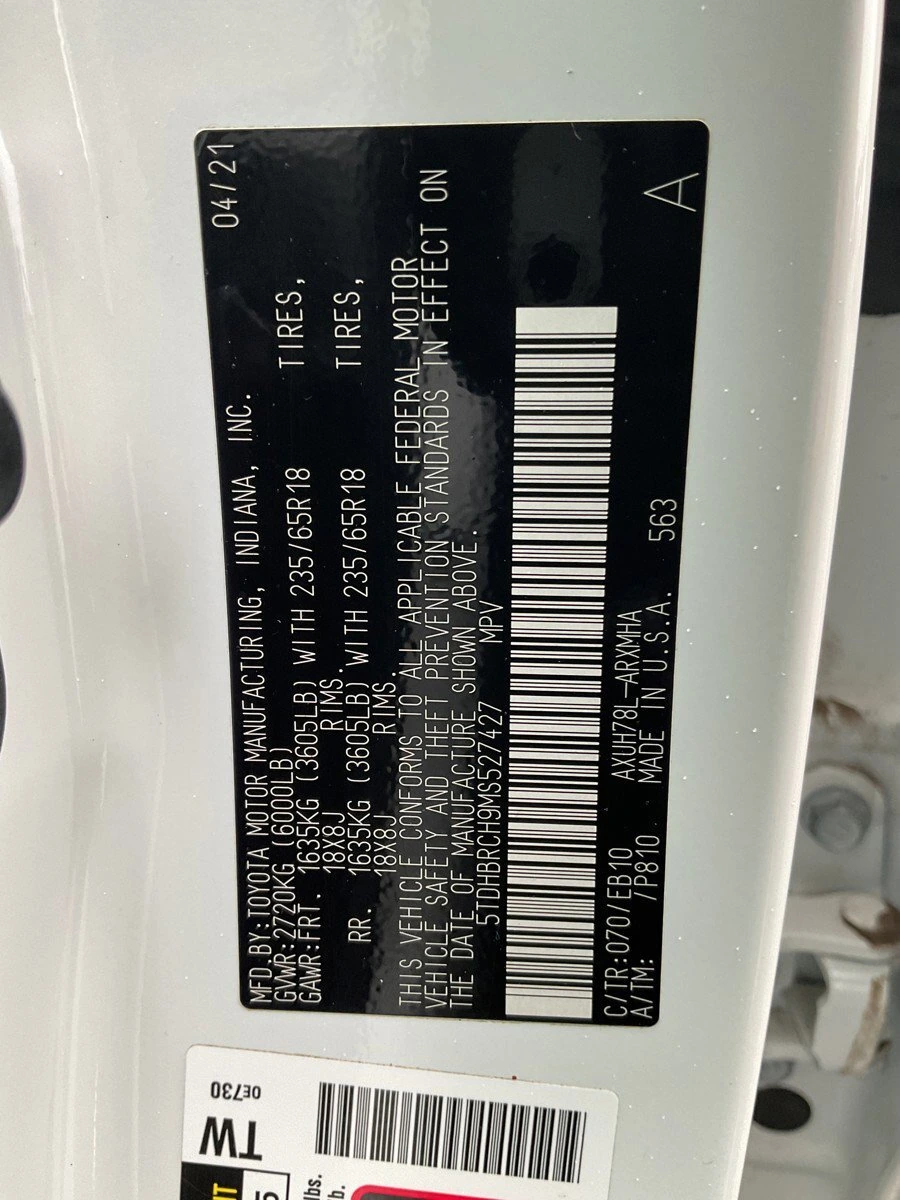 MFD.BY:TOYOTA MOTOR MANUFACTURING, INDIANA, INC. 04/21
GVWR:2720KG (6000LB)
GAWR:FRT. 1635KG (3605LB) WITH 235/65R18 TIRES,
18X8J RIMS.
RR. 1635KG (3605LB) WITH 235/65R18 TIRES,
18X8J RIMS.
THIS VEHICLE CONFORMS TO ALL APPLICABLE FEDERAL MOTOR
VEHICLE SAFETY AND THEFT PREVENTION STANDARDS IN EFFECT ON
THE DATE OF MANUFACTURE SHOWN ABOVE.
5TDHBRCH9MS527427 MPV
C/TR:070/EB10 AXUH78L-ARXMHA
A/TM: /P810 MADE IN U.S.A. 563 A
TW
0E730
lbs.